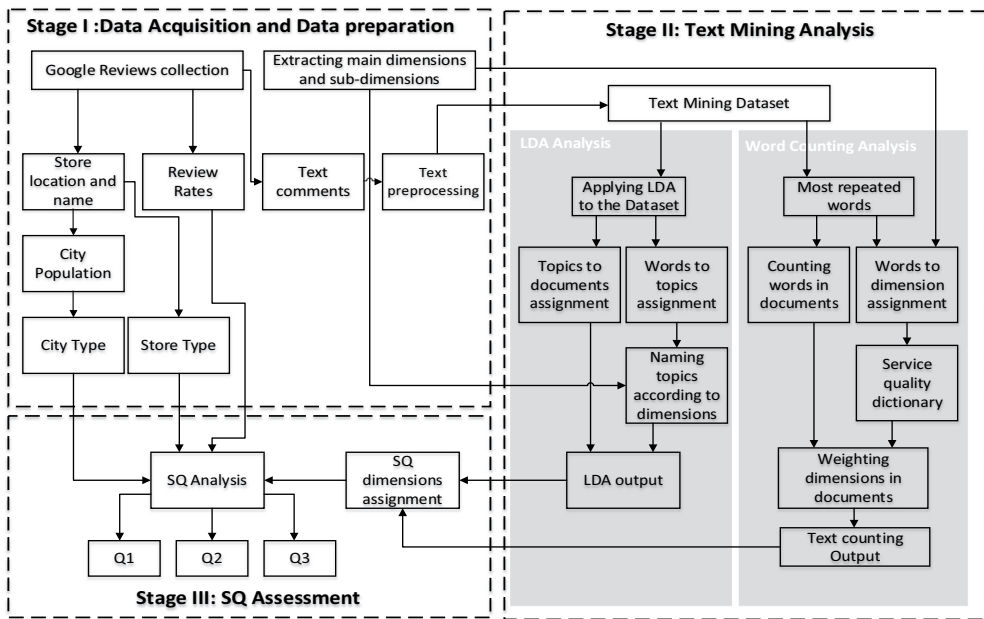 Stage I :Data Acquisition and Data preparation
Google Reviews collection
Extracting main dimensions
and sub-dimensions
Store
location and
name
Review
Rates
Text
comments
Text
preprocessing
City
Population
City Type
Store Type
Stage II: Text Mining Analysis
Text Mining Dataset
LDA Analysis
Word Counting Analysis
Applying LDA
to the Dataset
Most repeated
words
Topics to
documents
assignment
Words to
topics
assignment
Counting
words in
documents
Words to
dimension
assignment
Naming
topics
according to
dimensions
Service
quality
dictionary
LDA output
Weighting
dimensions in
documents
Text counting
Output
SQ Analysis
SQ
dimensions
assignment
Q1
Q2
Q3
Stage III: SQ Assessment